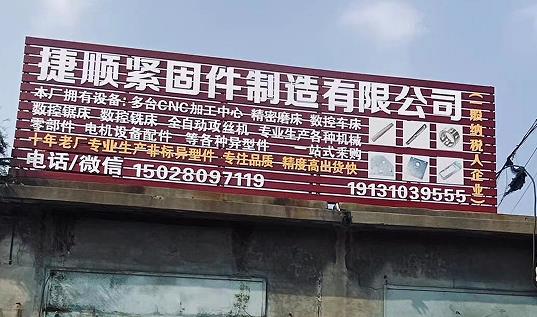 捷顺紧固件制造有限公司
(一般纳税人企业)
本厂拥有设备:多台CNC加工中心 精密磨床 数控车床
数控锯床 数控铣床 全自动攻丝机 专业生产各种机械
零部件 电机设备配件 等各种异型件 一站式采购
十年老厂专业生产非标异型件 专注品质 精度高出货快
电话/微信 15028097119 19131039555